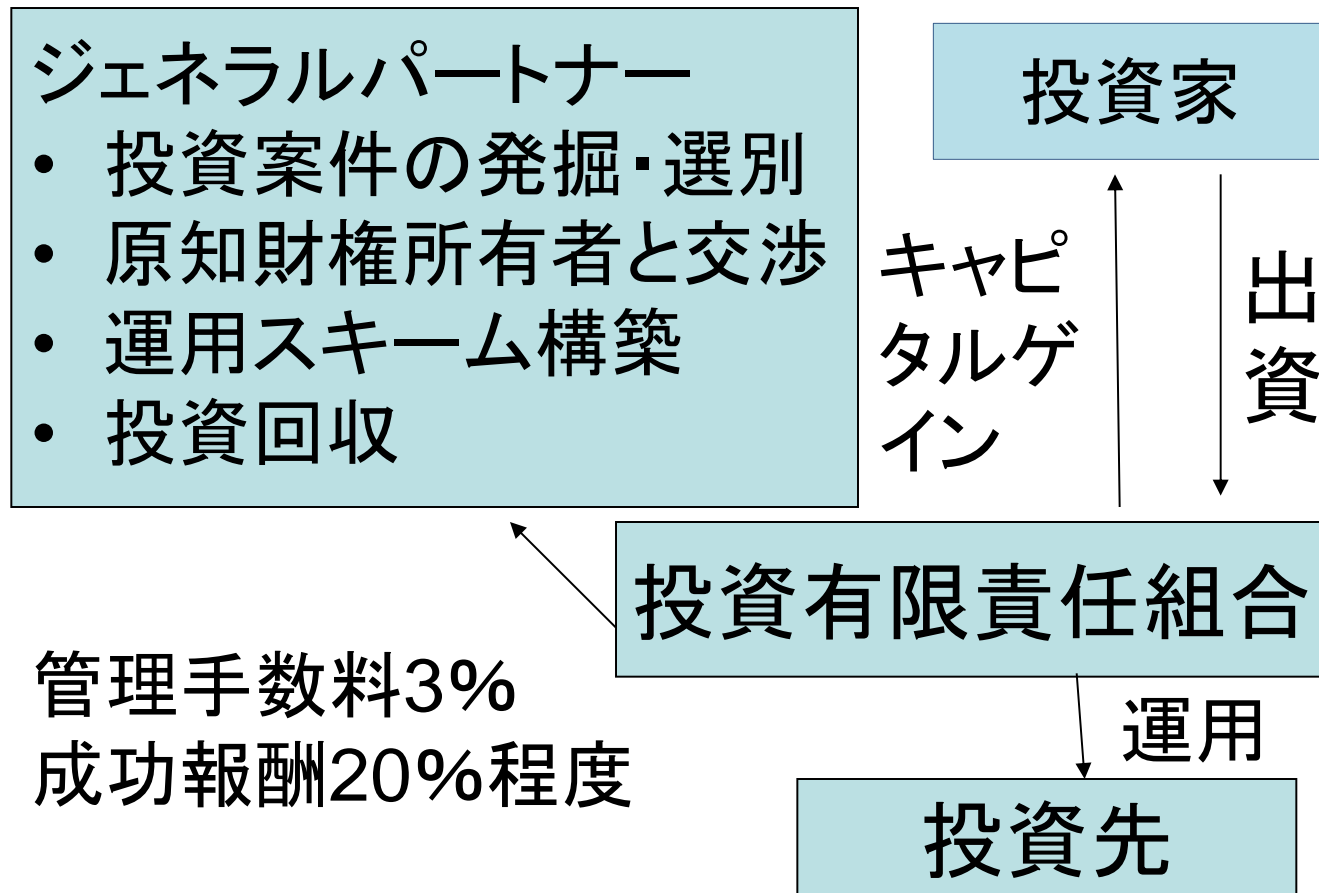 ジェネラルパートナー
• 投資案件の発掘・選別
• 原知財権所有者と交渉
• 運用スキーム構築
• 投資回収
投資家
キャピ
タルゲ
イン
出
資
投資有限責任組合
管理手数料3%
成功報酬20%程度
運用
投資先